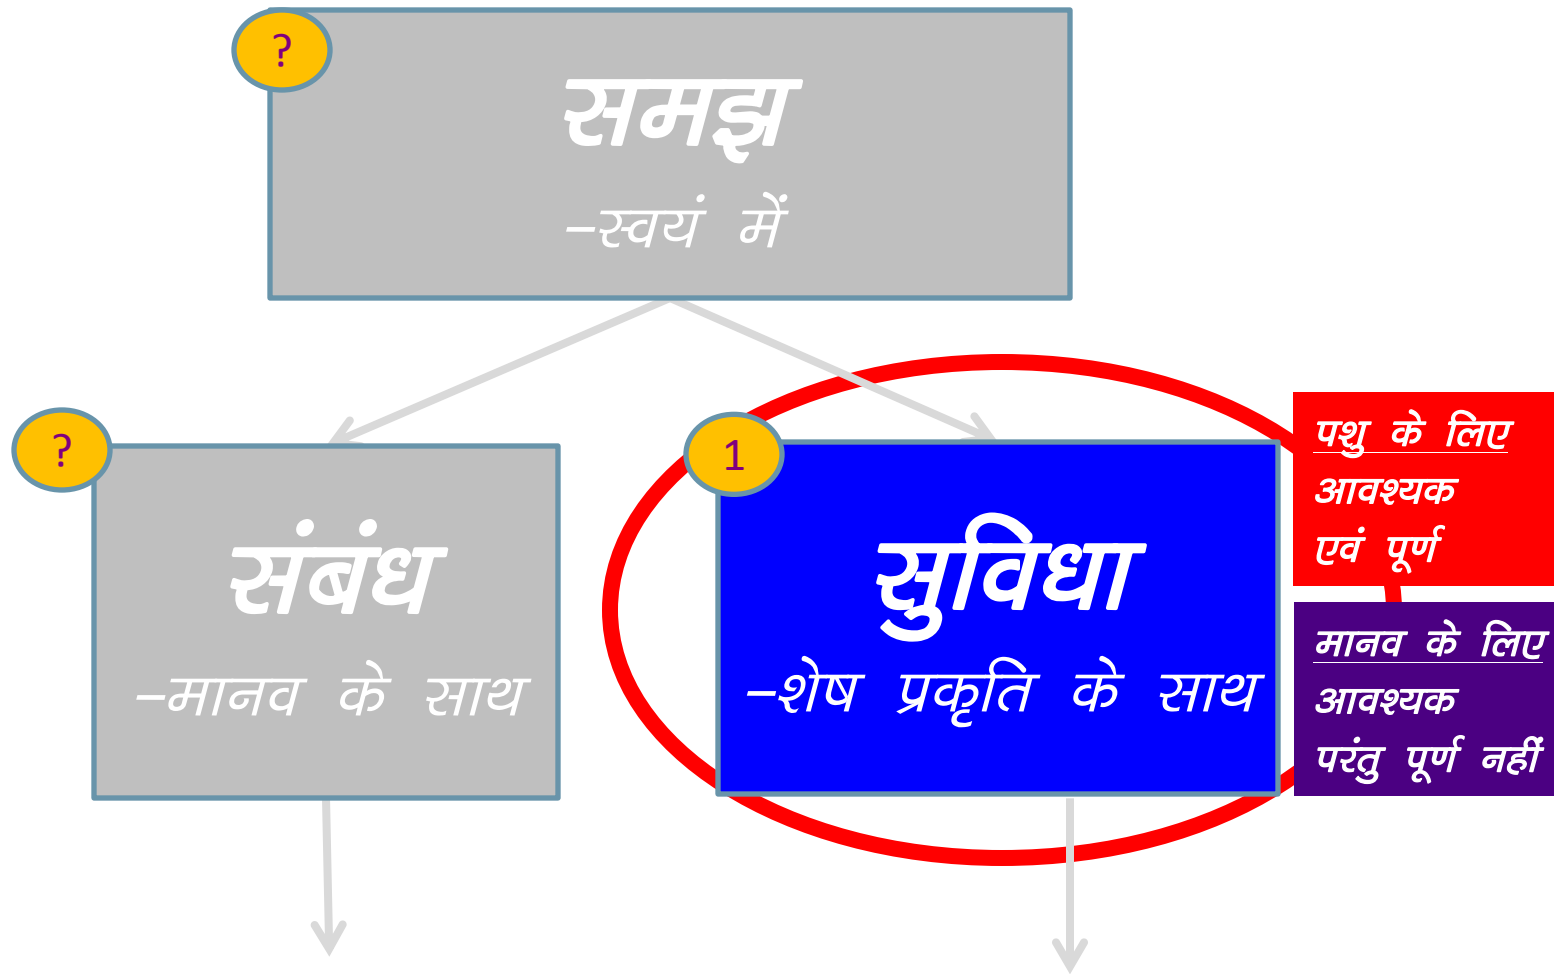 ?
समझ
–स्वयं में
?
संबंध
–मानव के साथ
1
सुविधा
–शेष प्रकृति के साथ
पशु के लिए
आवश्यक
एवं पूर्ण
मानव के लिए
आवश्यक
परंतु पूर्ण नहीं